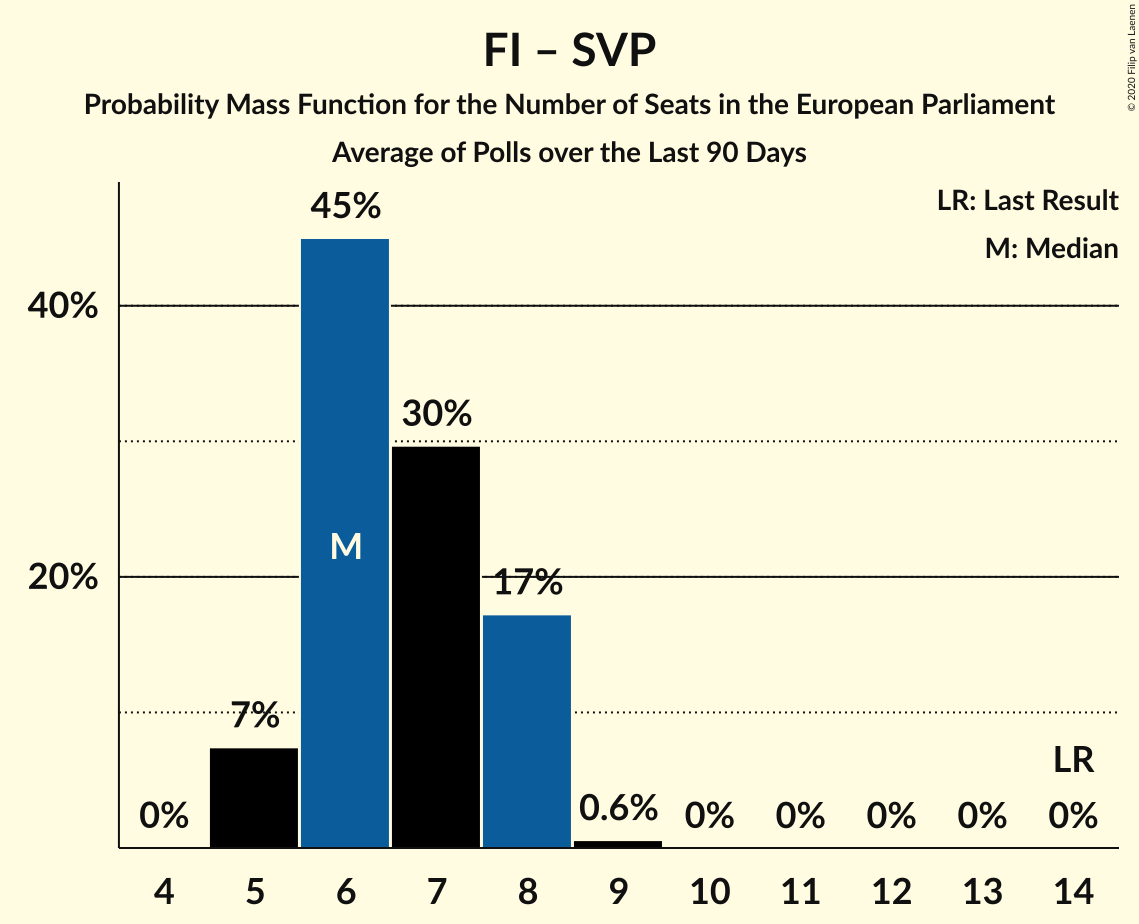 FI – SVP
Probability Mass Function for the Number of Seats in the European Parliament
Average of Polls over the Last 90 Days
© 2020 Filip van Laenen
LR: Last Result
M: Median
45%
40%
30%
M
20%
17%
7%
LR
0%
0.6%
0%
0%
0%
0%
0%
4 5 6 7 8 9 10 11 12 13 14